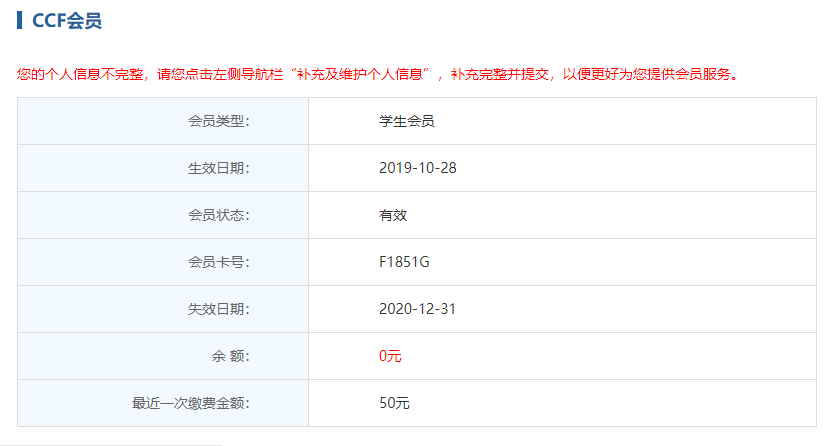 CCF会员
您的个人信息不完整，请您点击左侧导航栏“补充及维护个人信息”，补充完整并提交，以便更好为您提供会员服务。
会员类型： 学生会员
生效日期： 2019-10-28
会员状态： 有效
会员卡号： F1851G
失效日期： 2020-12-31
余 额： 0元
最近一次缴费金额： 50元